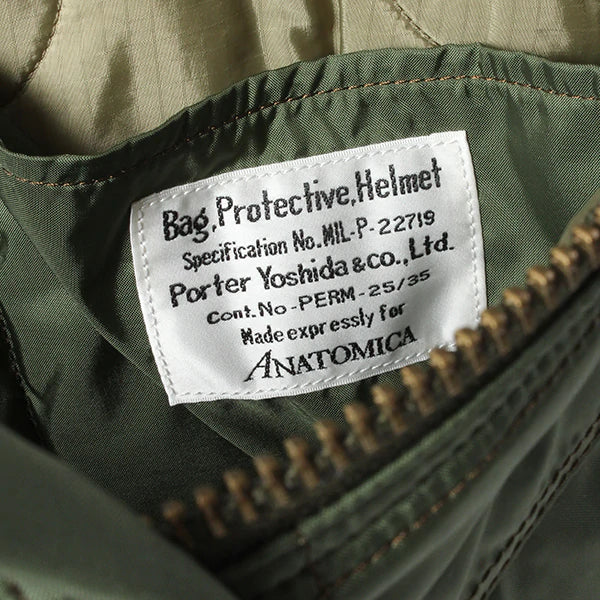 Bag, Protective, Helmet
Specification No. MIL-P-22719
Porter Yoshida & co., Ltd.
Cont. No-PERM-25/35
Made expressly for
ANATOMICA